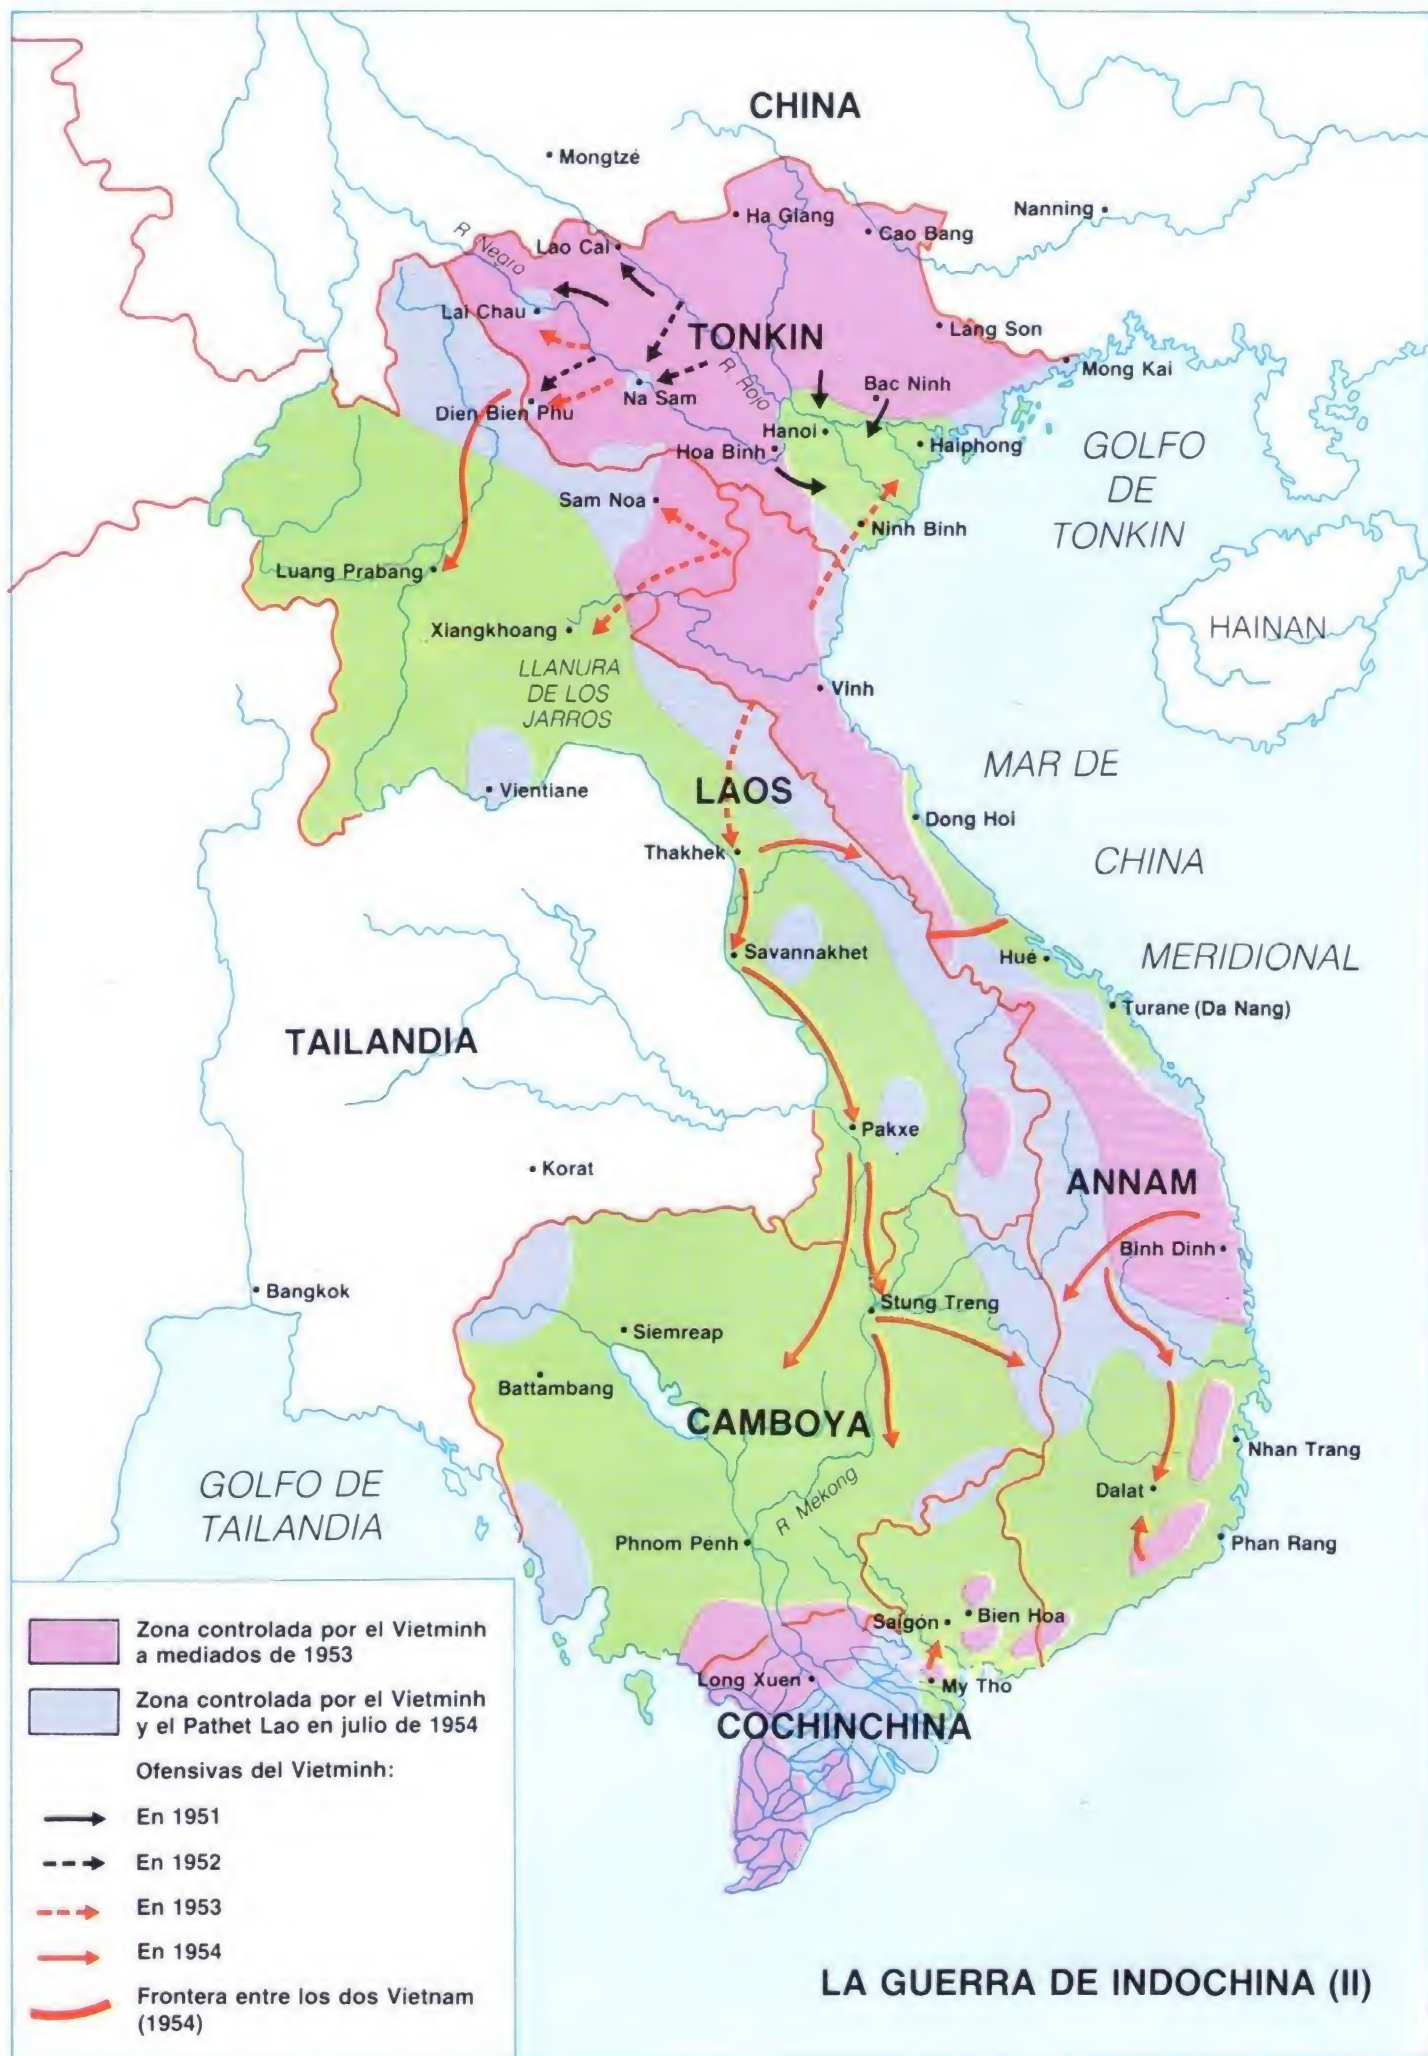 CHINA
Mongtzé
Ha Giang
Nanning
Cao Bang
R Negro
Lao Cai
Lai Chau
Lang Son
TONKIN
Mong Kai
R Rojo
Bac Ninh
Na Sam
Dien Bien Phu
Hanoi
Haiphong
Hoa Binh
GOLFO
DE
TONKIN
Sam Noa
Ninh Binh
Luang Prabang
Xiangkhoang
HAINAN
LLANURA
DE LOS
JARROS
Vinh
MAR DE
CHINA
MERIDIONAL
Vientiane
LAOS
Dong Hoi
Thakhek
Savannakhet
Hué
Turane (Da Nang)
TAILANDIA
Pakxe
Korat
ANNAM
Binh Dinh
Bangkok
Stung Treng
Siemreap
Battambang
CAMBOYA
Nhan Trang
GOLFO DE
TAILANDIA
R Mekong
Dalat
Phnom Penh
Phan Rang
Saigón
Bien Hoa
Long Xuen
My Tho
COCHINCHINA
Zona controlada por el Vietminh
a mediados de 1953
Zona controlada por el Vietminh
y el Pathet Lao en julio de 1954
Ofensivas del Vietminh:
En 1951
En 1952
En 1953
En 1954
Frontera entre los dos Vietnam
(1954)
LA GUERRA DE INDOCHINA (II)